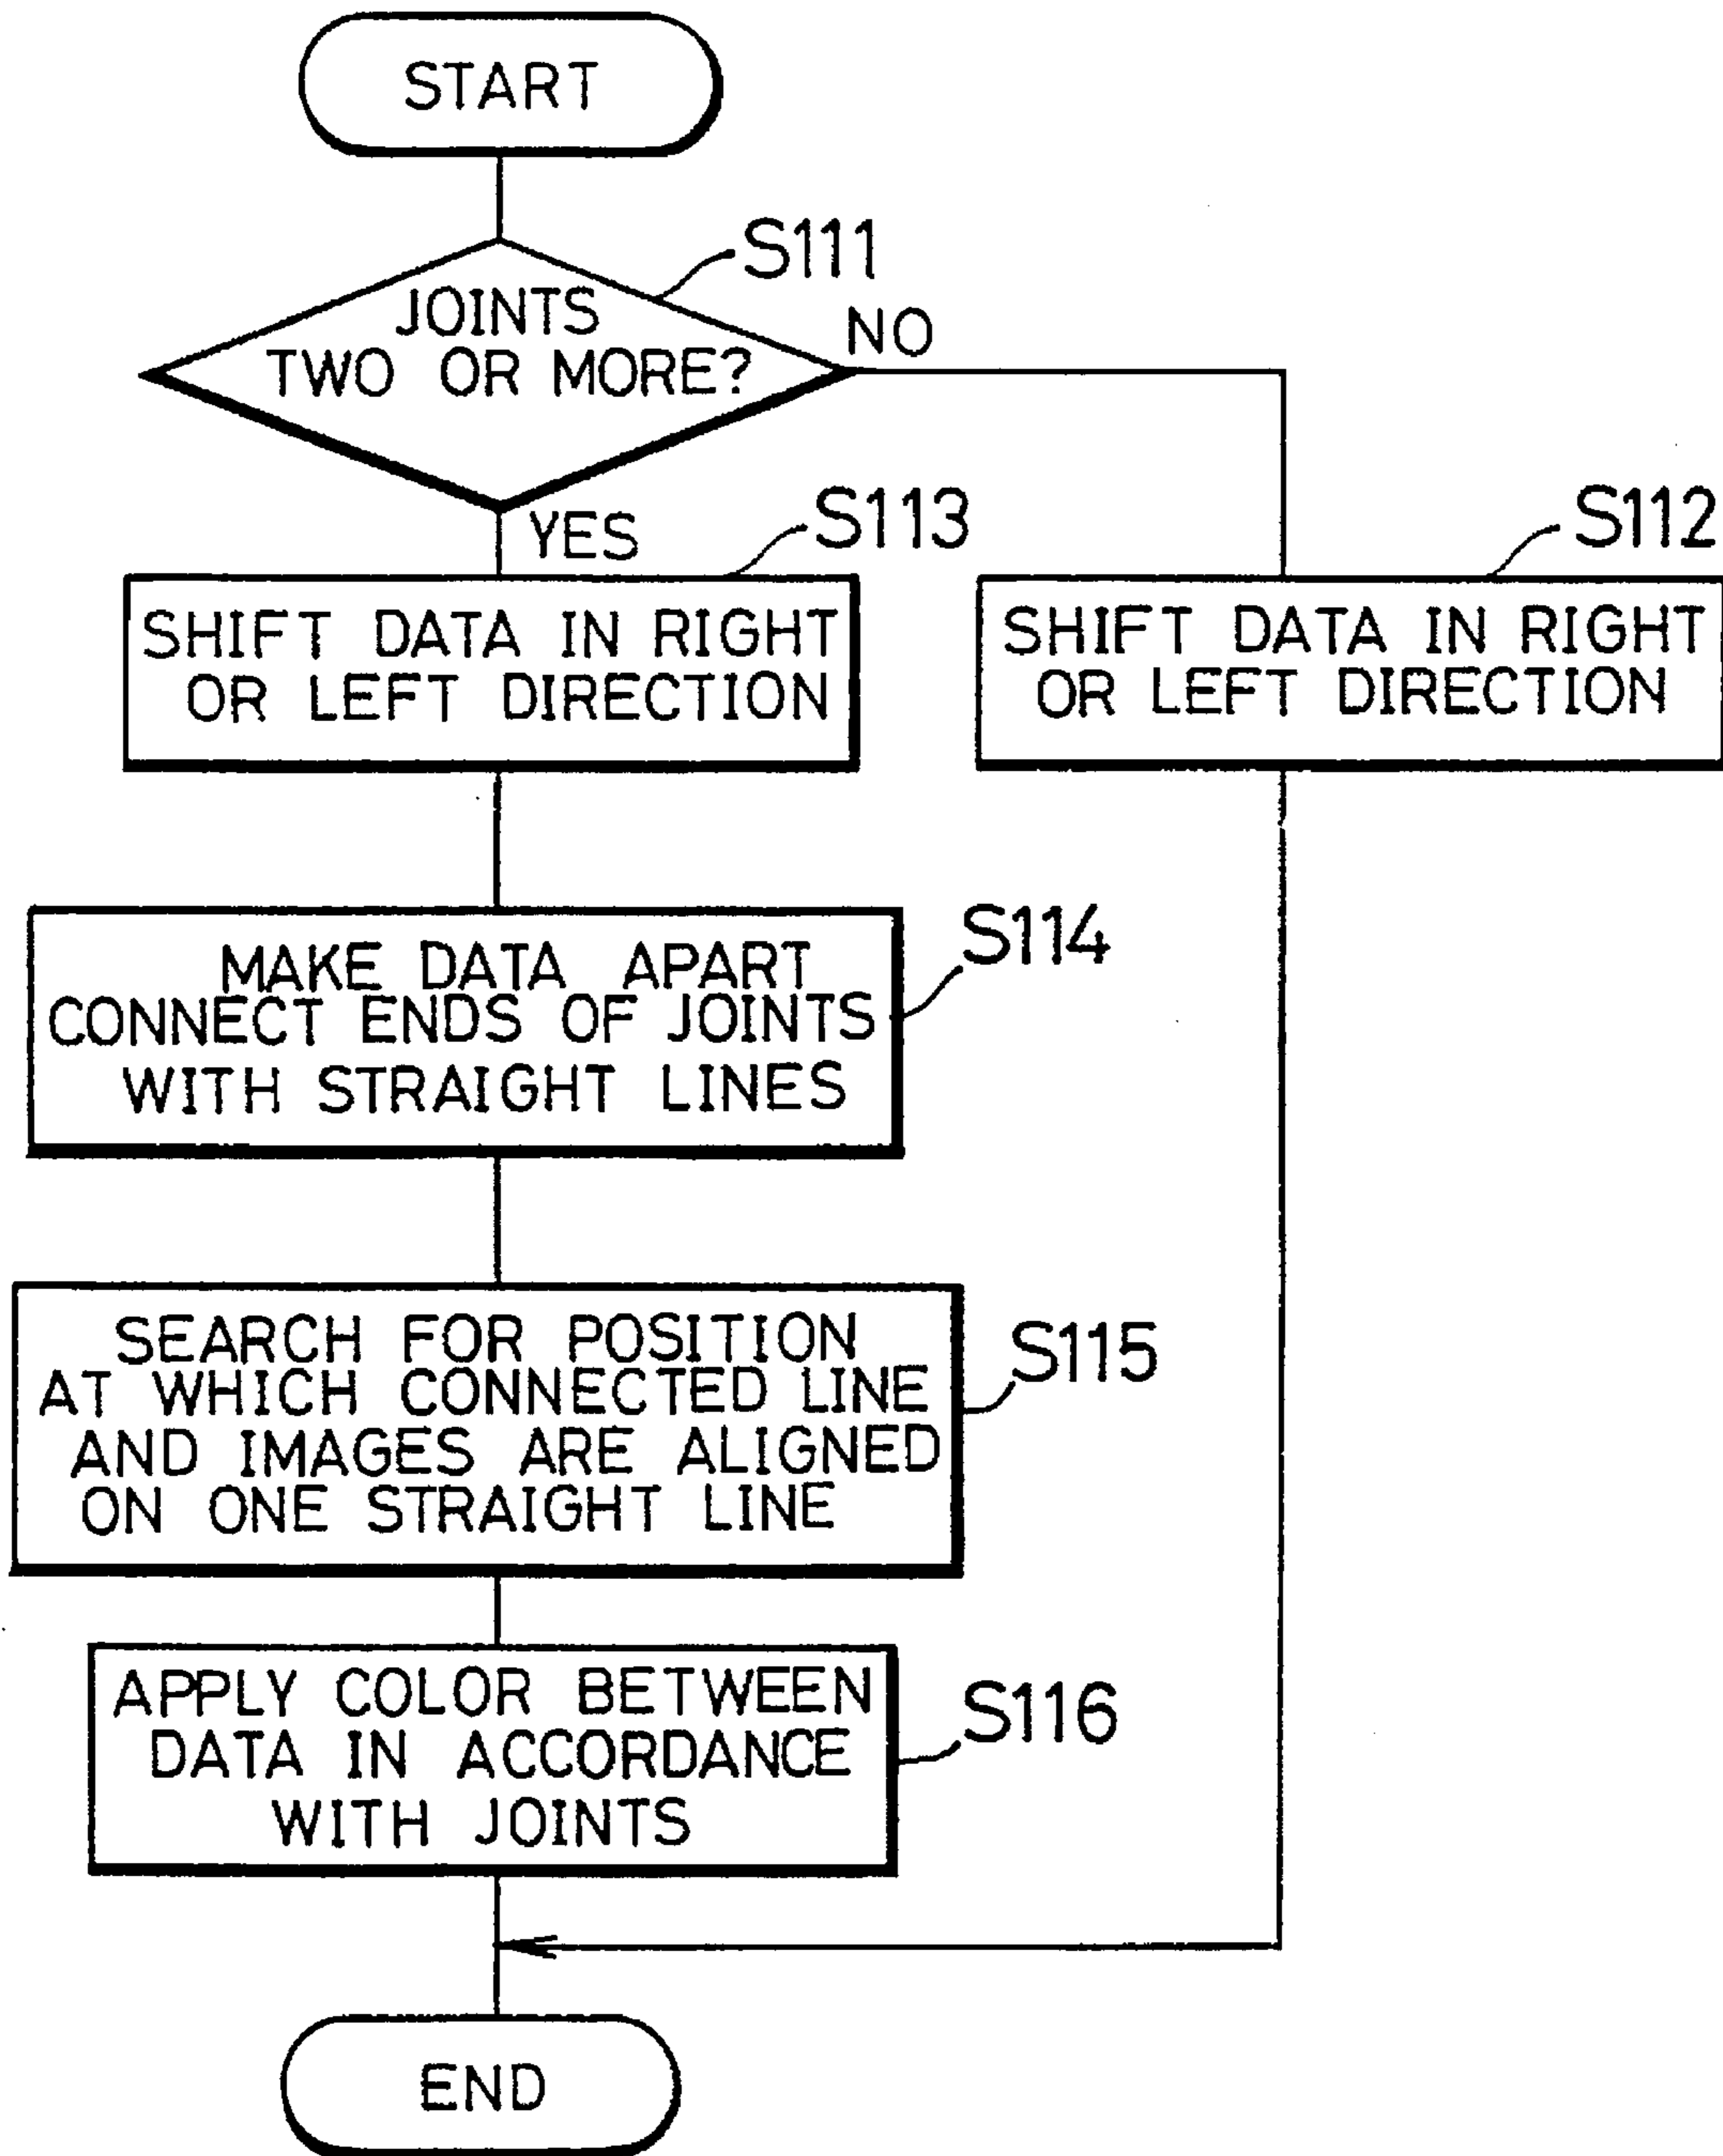 START
S111
JOINTS
TWO OR MORE?
NO
YES
S113
S112
SHIFT DATA IN RIGHT
OR LEFT DIRECTION
SHIFT DATA IN RIGHT
OR LEFT DIRECTION
S114
MAKE DATA APART
CONNECT ENDS OF JOINTS
WITH STRAIGHT LINES
S115
SEARCH FOR POSITION
AT WHICH CONNECTED LINE
AND IMAGES ARE ALIGNED
ON ONE STRAIGHT LINE
S116
APPLY COLOR BETWEEN
DATA IN ACCORDANCE
WITH JOINTS
END